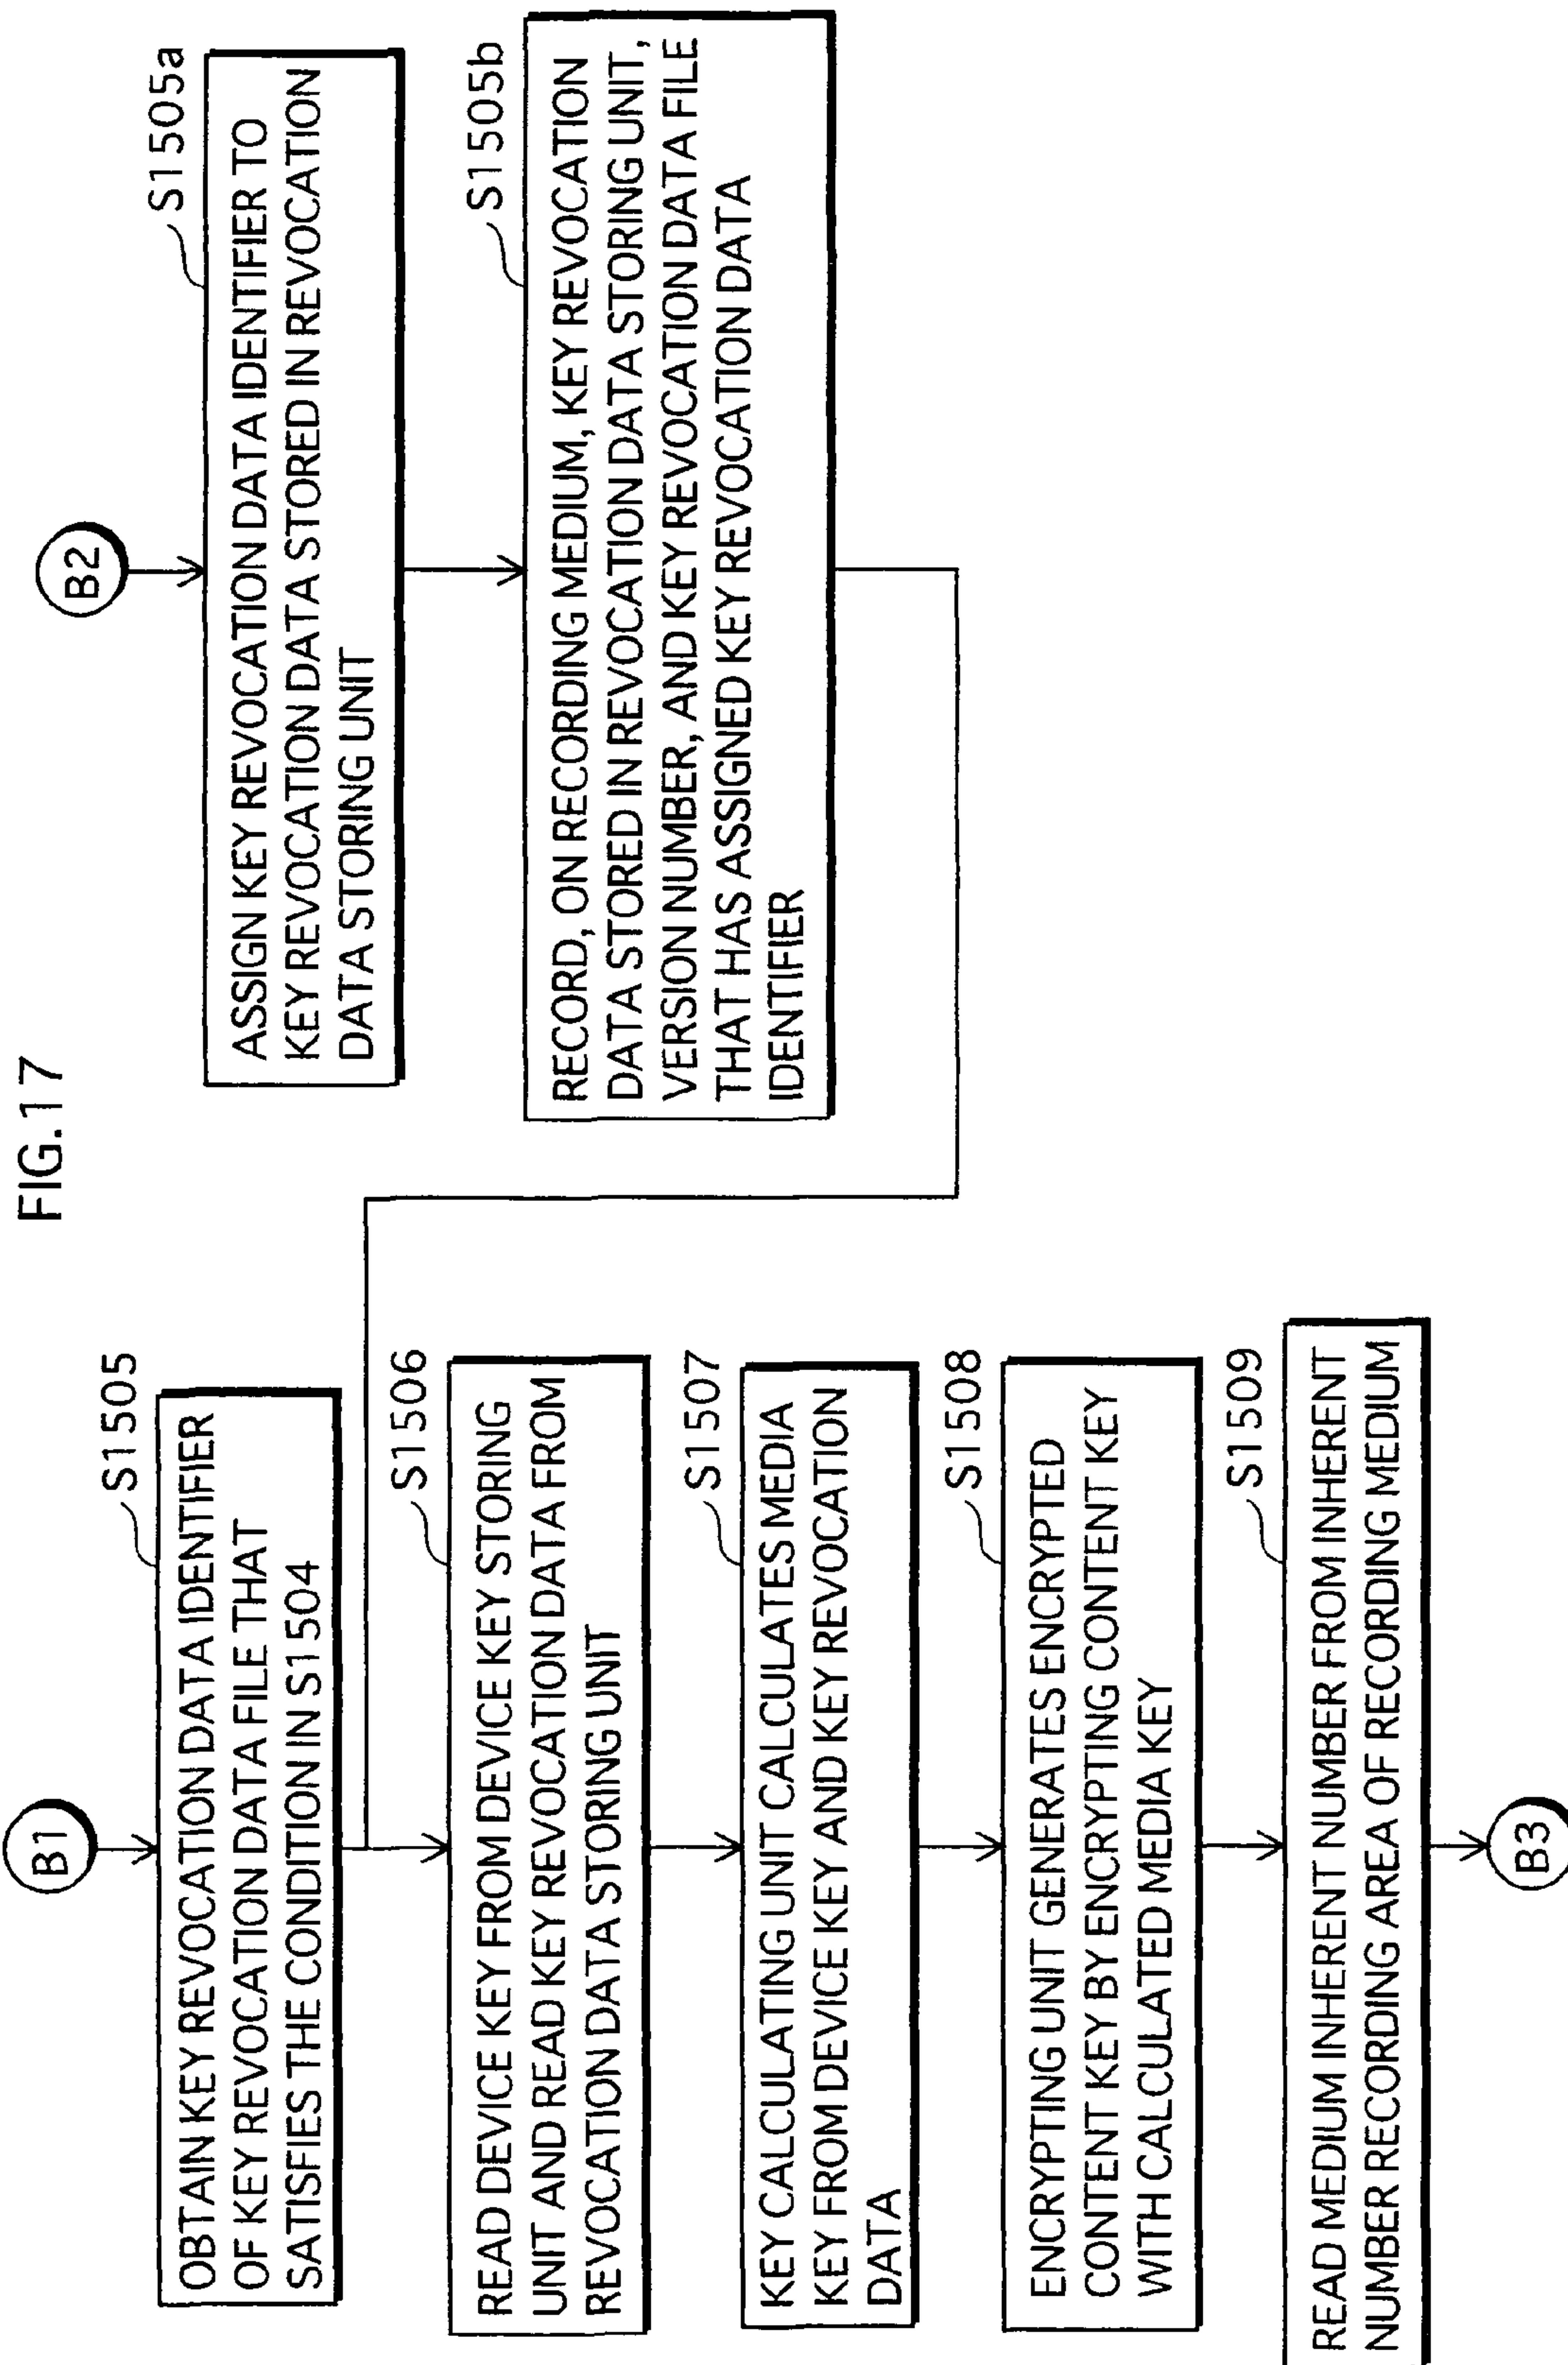 FIG.17
B1
S1505
OBTAIN KEY REVOCATION DATA IDENTIFIER
OF KEY REVOCATION DATA FILE THAT
SATISFIES THE CONDITION IN S1504
S1506
READ DEVICE KEY FROM DEVICE KEY STORING
UNIT AND READ KEY REVOCATION DATA FROM
REVOCATION DATA STORING UNIT
S1507
KEY CALCULATING UNIT CALCULATES MEDIA
KEY FROM DEVICE KEY AND KEY REVOCATION
DATA
S1508
ENCRYPTING UNIT GENERATES ENCRYPTED
CONTENT KEY BY ENCRYPTING CONTENT KEY
WITH CALCULATED MEDIA KEY
S1509
READ MEDIUM INHERENT NUMBER FROM INHERENT
NUMBER RECORDING AREA OF RECORDING MEDIUM
B3
B2
S1505a
ASSIGN KEY REVOCATION DATA IDENTIFIER TO
KEY REVOCATION DATA STORED IN REVOCATION
DATA STORING UNIT
S1505b
RECORD, ON RECORDING MEDIUM, KEY REVOCATION
DATA STORED IN REVOCATION DATA STORING UNIT,
VERSION NUMBER, AND KEY REVOCATION DATA FILE
THAT HAS ASSIGNED KEY REVOCATION DATA
IDENTIFIER